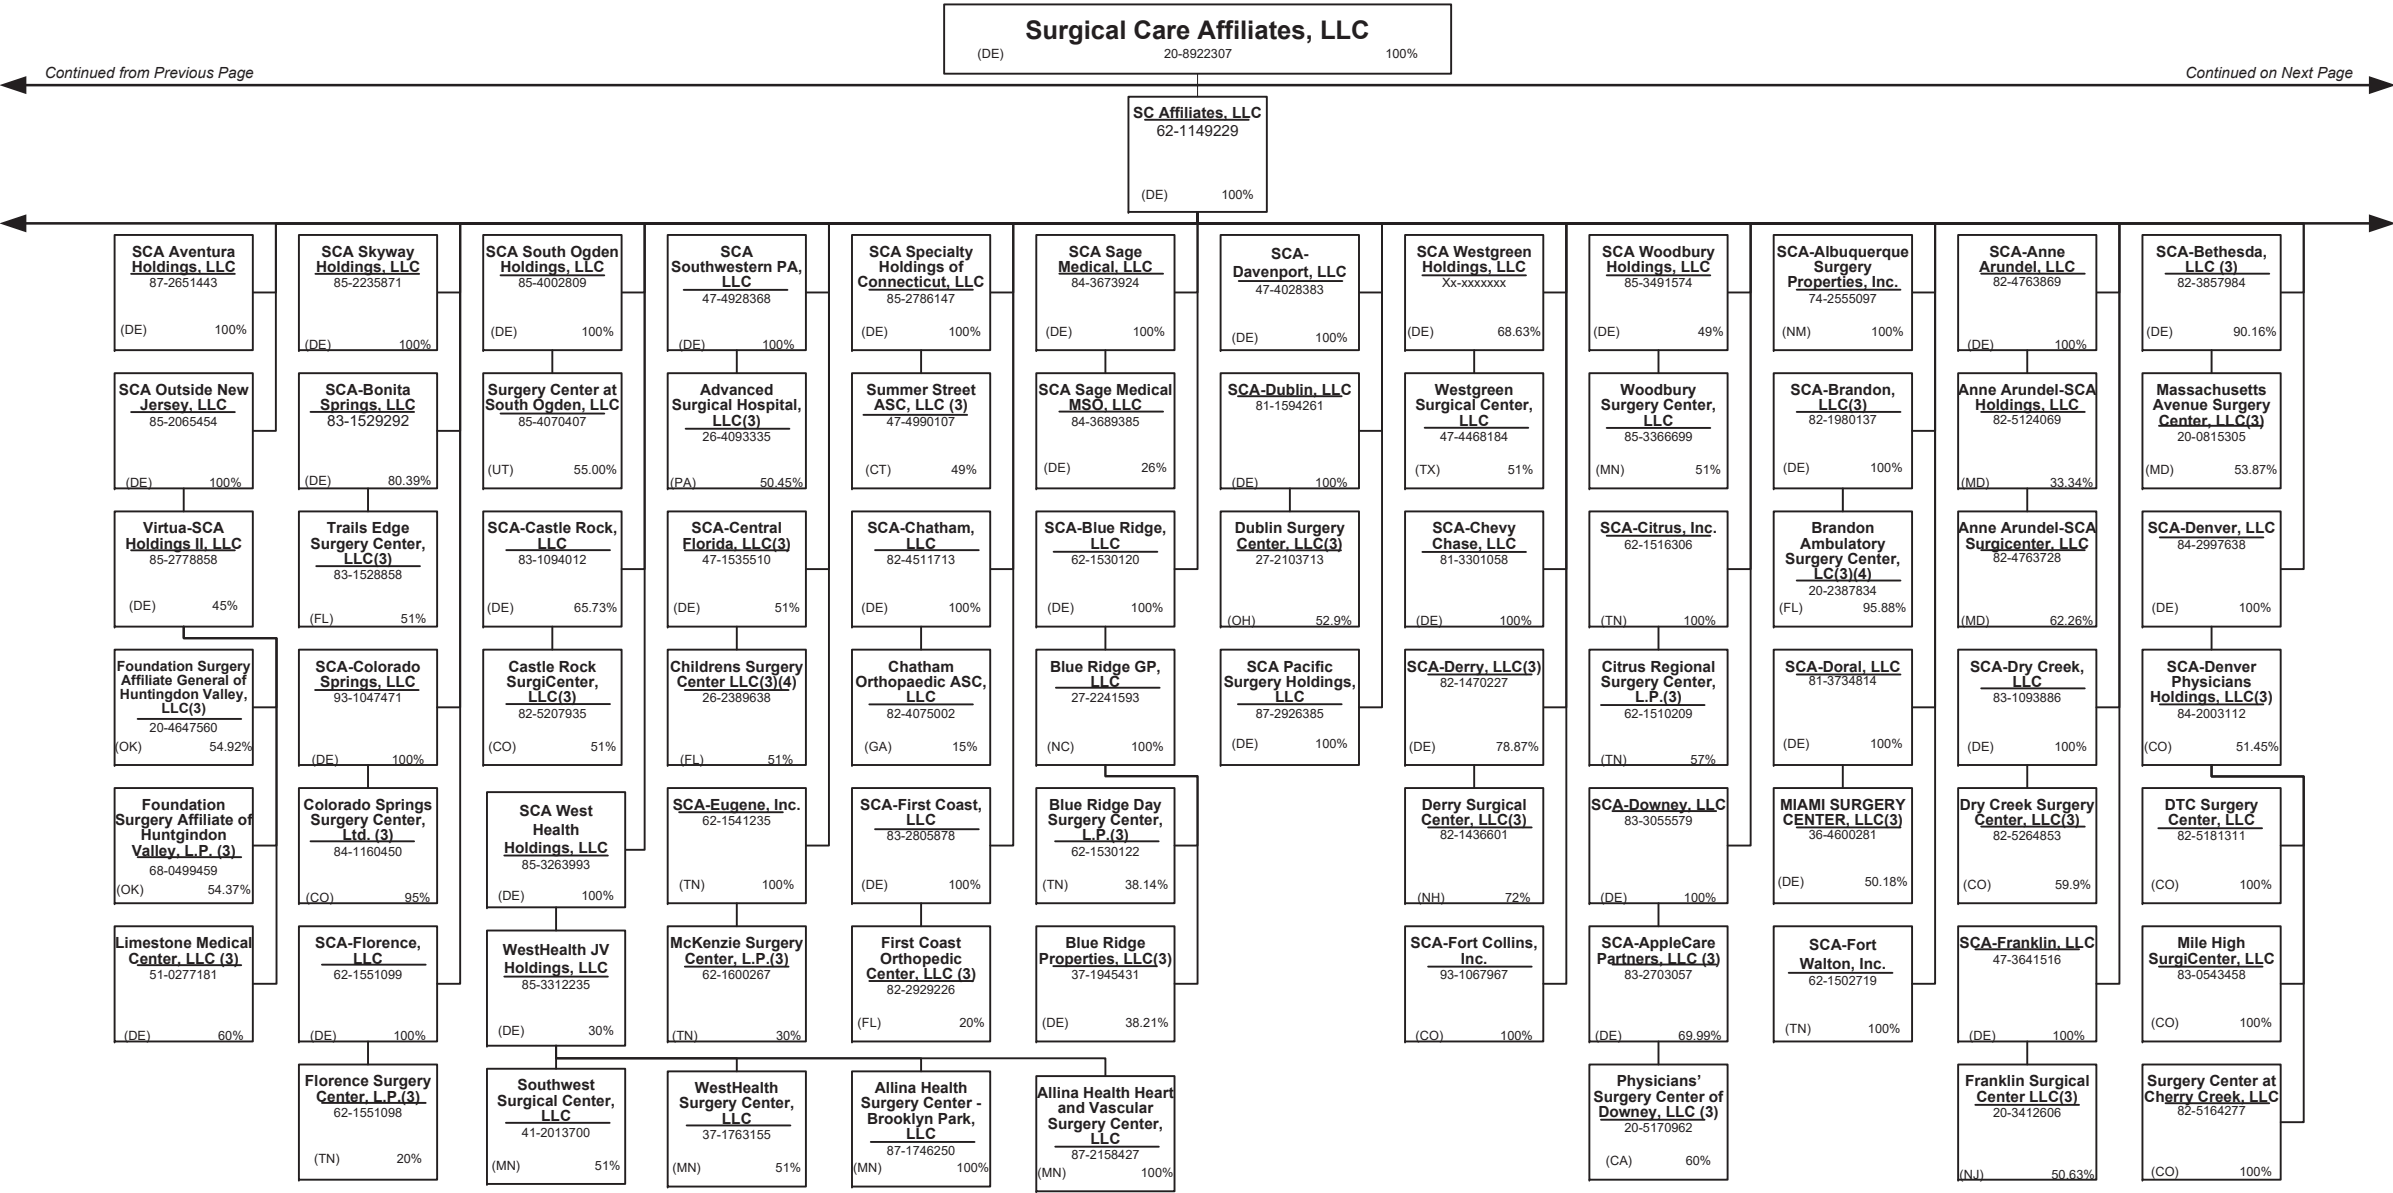 Surgical Care Affiliates, LLC
(DE) 20-8922307 100%
Continued from Previous Page
Continued on Next Page
SC Affiliates, LLC
62-1149229
(DE) 100%
SCA Aventura
Holdings, LLC
87-2651443
(DE) 100%
SCA Skyway
Holdings, LLC
85-2235871
(DE) 100%
SCA South Ogden
Holdings, LLC
85-4002809
(DE) 100%
SCA
Southwestern PA,
LLC
47-4928368
(DE) 100%
SCA Specialty
Holdings of
Connecticut, LLC
85-2786147
(DE) 100%
SCA Sage
Medical, LLC
84-3673924
(DE) 100%
SCA-
Davenport, LLC
47-4028383
(DE) 100%
SCA Westgreen
Holdings, LLC
Xx-xxxxxxx
(DE) 68.63%
SCA Woodbury
Holdings, LLC
85-3491574
(DE) 49%
SCA-Albuquerque
Surgery
Properties, Inc.
74-2555097
(NM) 100%
SCA-Anne
Arundel, LLC
82-4763869
(DE) 100%
SCA-Bethesda,
LLC (3)
82-3857984
(DE) 90.16%
SCA Outside New
Jersey, LLC
85-2065454
(DE) 100%
SCA-Bonita
Springs, LLC
83-1529292
(DE) 80.39%
Surgery Center at
South Ogden, LLC
85-4070407
(UT) 55.00%
Advanced
Surgical Hospital,
LLC(3)
26-4093335
(PA) 50.45%
Summer Street
ASC, LLC (3)
47-4990107
(CT) 49%
SCA Sage Medical
MSO, LLC
84-3689385
(DE) 26%
SCA-Dublin, LLC
81-1594261
(DE) 100%
Westgreen
Surgical Center,
LLC
47-4468184
(TX) 51%
Woodbury
Surgery Center,
LLC
85-3366699
(MN) 51%
SCA-Brandon,
LLC(3)
82-1980137
(DE) 100%
Anne Arundel-SCA
Holdings, LLC
82-5124069
(MD) 33.34%
Massachusetts
Avenue Surgery
Center, LLC(3)
20-0815305
(MD) 53.87%
Virtua-SCA
Holdings II, LLC
85-2778858
(DE) 45%
Trails Edge
Surgery Center,
LLC(3)
83-1528858
(FL) 51%
SCA-Castle Rock,
LLC
83-1094012
(DE) 65.73%
SCA-Central
Florida, LLC(3)
47-1535510
(DE) 51%
SCA-Chatham,
LLC
82-4511713
(DE) 100%
SCA-Blue Ridge,
LLC
62-1530120
(DE) 100%
Dublin Surgery
Center, LLC(3)
27-2103713
(OH) 52.9%
SCA-Chevy
Chase, LLC
81-3301058
(DE) 100%
SCA-Citrus, Inc.
62-1516306
(TN) 100%
Brandon
Ambulatory
Surgery Center,
LC(3)(4)
20-2387834
(FL) 95.88%
Anne Arundel-SCA
Surgicenter, LLC
82-4763728
(MD) 62.26%
SCA-Denver, LLC
84-2997638
(DE) 100%
Foundation Surgery
Affiliate General of
Huntingdon Valley,
LLC(3)
20-4647560
(OK) 54.92%
SCA-Colorado
Springs, LLC
93-1047471
(DE) 100%
Castle Rock
SurgiCenter,
LLC(3)
82-5207935
(CO) 51%
Childrens Surgery
Center LLC(3)(4)
26-2389638
(FL) 51%
Chatham
Orthopaedic ASC,
LLC
82-4075002
(GA) 15%
Blue Ridge GP,
LLC
27-2241593
(NC) 100%
SCA Pacific
Surgery Holdings,
LLC
87-2926385
(DE) 100%
SCA-Derry, LLC(3)
82-1470227
(DE) 78.87%
Citrus Regional
Surgery Center,
L.P.(3)
62-1510209
(TN) 57%
SCA-Doral, LLC
81-3734814
(DE) 100%
SCA-Dry Creek,
LLC
83-1093886
(DE) 100%
SCA-Denver
Physicians
Holdings, LLC(3)
84-2003112
(CO) 51.45%
Foundation
Surgery Affiliate of
Huntgindon
Valley, L.P. (3)
68-0499459
(OK) 54.37%
Colorado Springs
Surgery Center,
Ltd. (3)
84-1160450
(CO) 95%
SCA West
Health
Holdings, LLC
85-3263993
(DE) 100%
SCA-Eugene, Inc.
62-1541235
(TN) 100%
SCA-First Coast,
LLC
83-2805878
(DE) 100%
Blue Ridge Day
Surgery Center,
L.P.(3)
62-1530122
(TN) 38.14%
Derry Surgical
Center, LLC(3)
82-1436601
(NH) 72%
SCA-Downey, LLC
83-3055579
(DE) 100%
MIAMI SURGERY
CENTER, LLC(3)
36-4600281
(DE) 50.18%
Dry Creek Surgery
Center, LLC(3)
82-5264853
(CO) 59.9%
DTC Surgery
Center, LLC
82-5181311
(CO) 100%
Limestone Medical
Center, LLC (3)
51-0277181
(DE) 60%
SCA-Florence,
LLC
62-1551099
(DE) 100%
WestHealth JV
Holdings, LLC
85-3312235
(DE) 30%
McKenzie Surgery
Center, L.P.(3)
62-1600267
(TN) 30%
First Coast
Orthopedic
Center, LLC (3)
82-2929226
(FL) 20%
Blue Ridge
Properties, LLC(3)
37-1945431
(DE) 38.21%
SCA-Fort Collins,
Inc.
93-1067967
(CO) 100%
SCA-AppleCare
Partners, LLC (3)
83-2703057
(DE) 69.99%
SCA-Fort
Walton, Inc.
62-1502719
(TN) 100%
SCA-Franklin, LLC
47-3641516
(DE) 100%
Mile High
SurgiCenter, LLC
83-0543458
(CO) 100%
Florence Surgery
Center, L.P.(3)
62-1551098
(TN) 20%
Southwest
Surgical Center,
LLC
41-2013700
(MN) 51%
WestHealth
Surgery Center,
LLC
37-1763155
(MN) 51%
Allina Health
Surgery Center -
Brooklyn Park,
LLC
87-1746250
(MN) 100%
Allina Health Heart
and Vascular
Surgery Center,
LLC
87-2158427
(MN) 100%
Physicians’
Surgery Center of
Downey, LLC (3)
20-5170962
(CA) 60%
Franklin Surgical
Center LLC(3)
20-3412606
(NJ) 50.63%
Surgery Center at
Cherry Creek, LLC
82-5164277
(CO) 100%